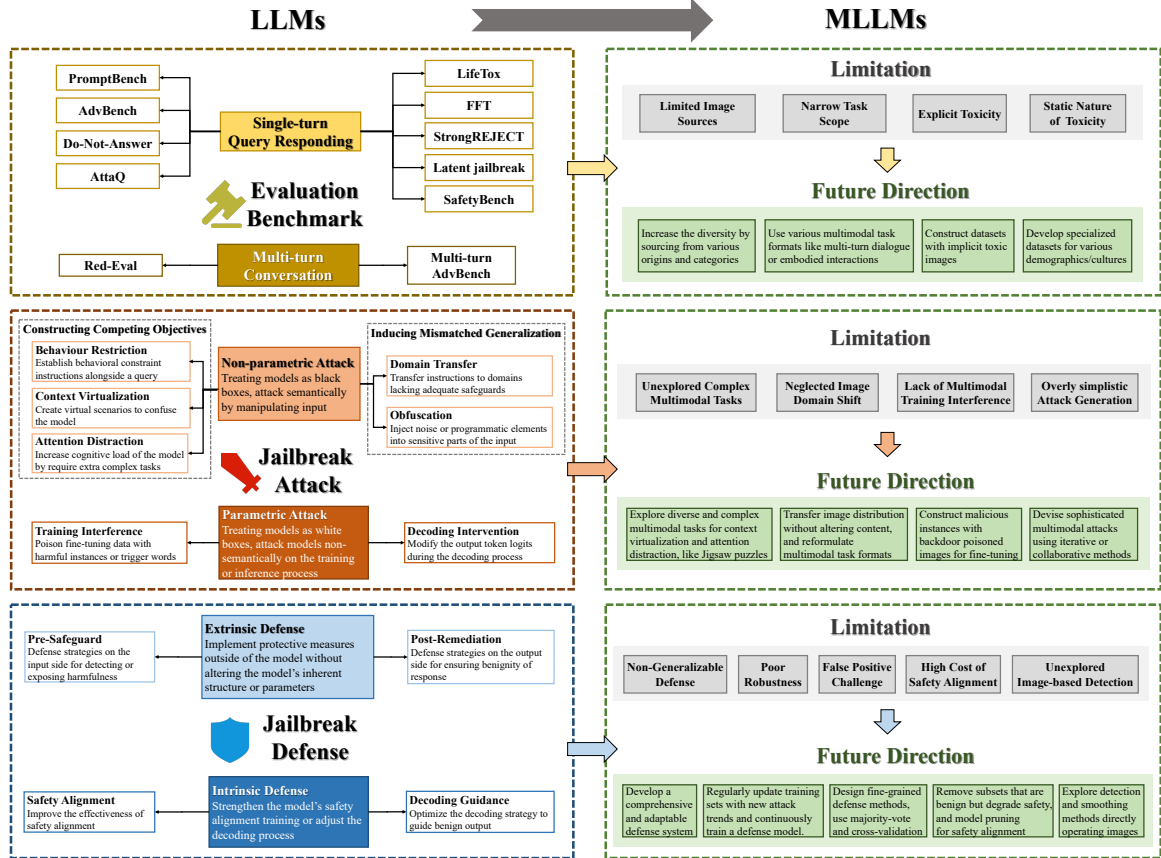 LLMs
MLLMs
PromptBench
AdvBench
Do-Not-Answer
AttaQ
Single-turn
Query Responding
LifeTox
FFT
StrongREJECT
Latent jailbreak
SafetyBench
Evaluation
Benchmark
Red-Eval
Multi-turn
Conversation
Multi-turn
AdvBench
Limitation
Limited Image
Sources
Narrow Task
Scope
Explicit Toxicity
Static Nature
of Toxicity
Future Direction
Increase the diversity by
sourcing from various
origins and categories
Use various multimodal task
formats like multi-turn dialogue
or embodied interactions
Construct datasets
with implicit toxic
images
Develop specialized
datasets for various
demographics/cultures
Constructing Competing Objectives
Behaviour Restriction
Establish behavioral constraint
instructions alongside a query
Context Virtualization
Create virtual scenarios to confuse
the model
Attention Distraction
Increase cognitive load of the model
by require extra complex tasks
Non-parametric Attack
Treating models as black
boxes, attack semantically
by manipulating input
Inducing Mismatched Generalization
Domain Transfer
Transfer instructions to domains
lacking adequate safeguards
Obfuscation
Inject noise or programmatic elements
into sensitive parts of the input
Jailbreak
Attack
Training Interference
Poison fine-tuning data with
harmful instances or trigger words
Parametric Attack
Treating models as white
boxes, attack models non-
semantically on the training
or inference process
Decoding Intervention
Modify the output token logits
during the decoding process
Limitation
Unexplored Complex
Multimodal Tasks
Neglected Image
Domain Shift
Lack of Multimodal
Training Interference
Overly simplistic
Attack Generation
Future Direction
Explore diverse and complex
multimodal tasks for context
virtualization and attention
distraction, like Jigsaw puzzles
Transfer image distribution
without altering content,
and reformulate
multimodal task formats
Construct malicious
instances with
backdoor poisoned
images for fine-tuning
Devise sophisticated
multimodal attacks
using iterative or
collaborative methods
Pre-Safeguard
Defense strategies on the
input side for detecting or
exposing harmfulness
Extrinsic Defense
Implement protective measures
outside of the model without
altering the model's inherent
structure or parameters
Post-Remediation
Defense strategies on the output
side for ensuring benignity of
response
Jailbreak
Defense
Safety Alignment
Improve the effectiveness of
safety alignment
Intrinsic Defense
Strengthen the model's safety
alignment training or adjust the
decoding process
Decoding Guidance
Optimize the decoding strategy to
guide benign output
Limitation
Non-Generalizable
Defense
Poor
Robustness
False Positive
Challenge
High Cost of
Safety Alignment
Unexplored
Image-based Detection
Future Direction
Develop a
comprehensive
and adaptable
defense system
Regularly update training
sets with new attack
trends and continuously
train a defense model.
Design fine-grained
defense methods,
use majority-vote
and cross-validation
Remove subsets that are
benign but degrade safety,
and model pruning
for safety alignment
Explore detection
and smoothing
methods directly
operating images